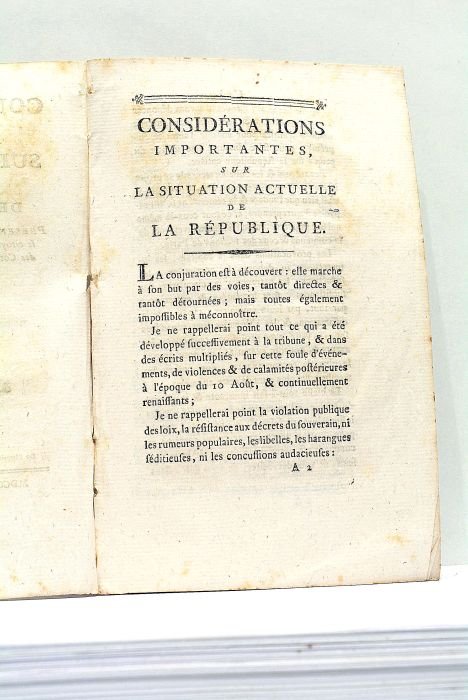 CONSIDÉRATIONS
IMPORTANTES,
SUR
LA SITUATION ACTUELLE
DE
LA RÉPUBLIQUE.
LA conjuration est à découvert : elle marche
à son but par des voies, tantôt directes &
tantôt détournées ; mais toutes également
impoſſibles à méconnoître.
Je ne rappellerai point tout ce qui a été
développé ſucceſſivement à la tribune, & dans
des écrits multipliés, ſur cette foule d'événe-
ments, de violences & de calamités poſtérieures
à l'époque du 10 Août, & continuellement
renaiſſants ;
Je ne rappellerai point la violation publique
des loix, la réſiſtance aux décrets du ſouverain, ni
les rumeurs populaires, les libelles, les harangues
ſéditieuſes, ni les concuſſions audacieuſes :
A 2